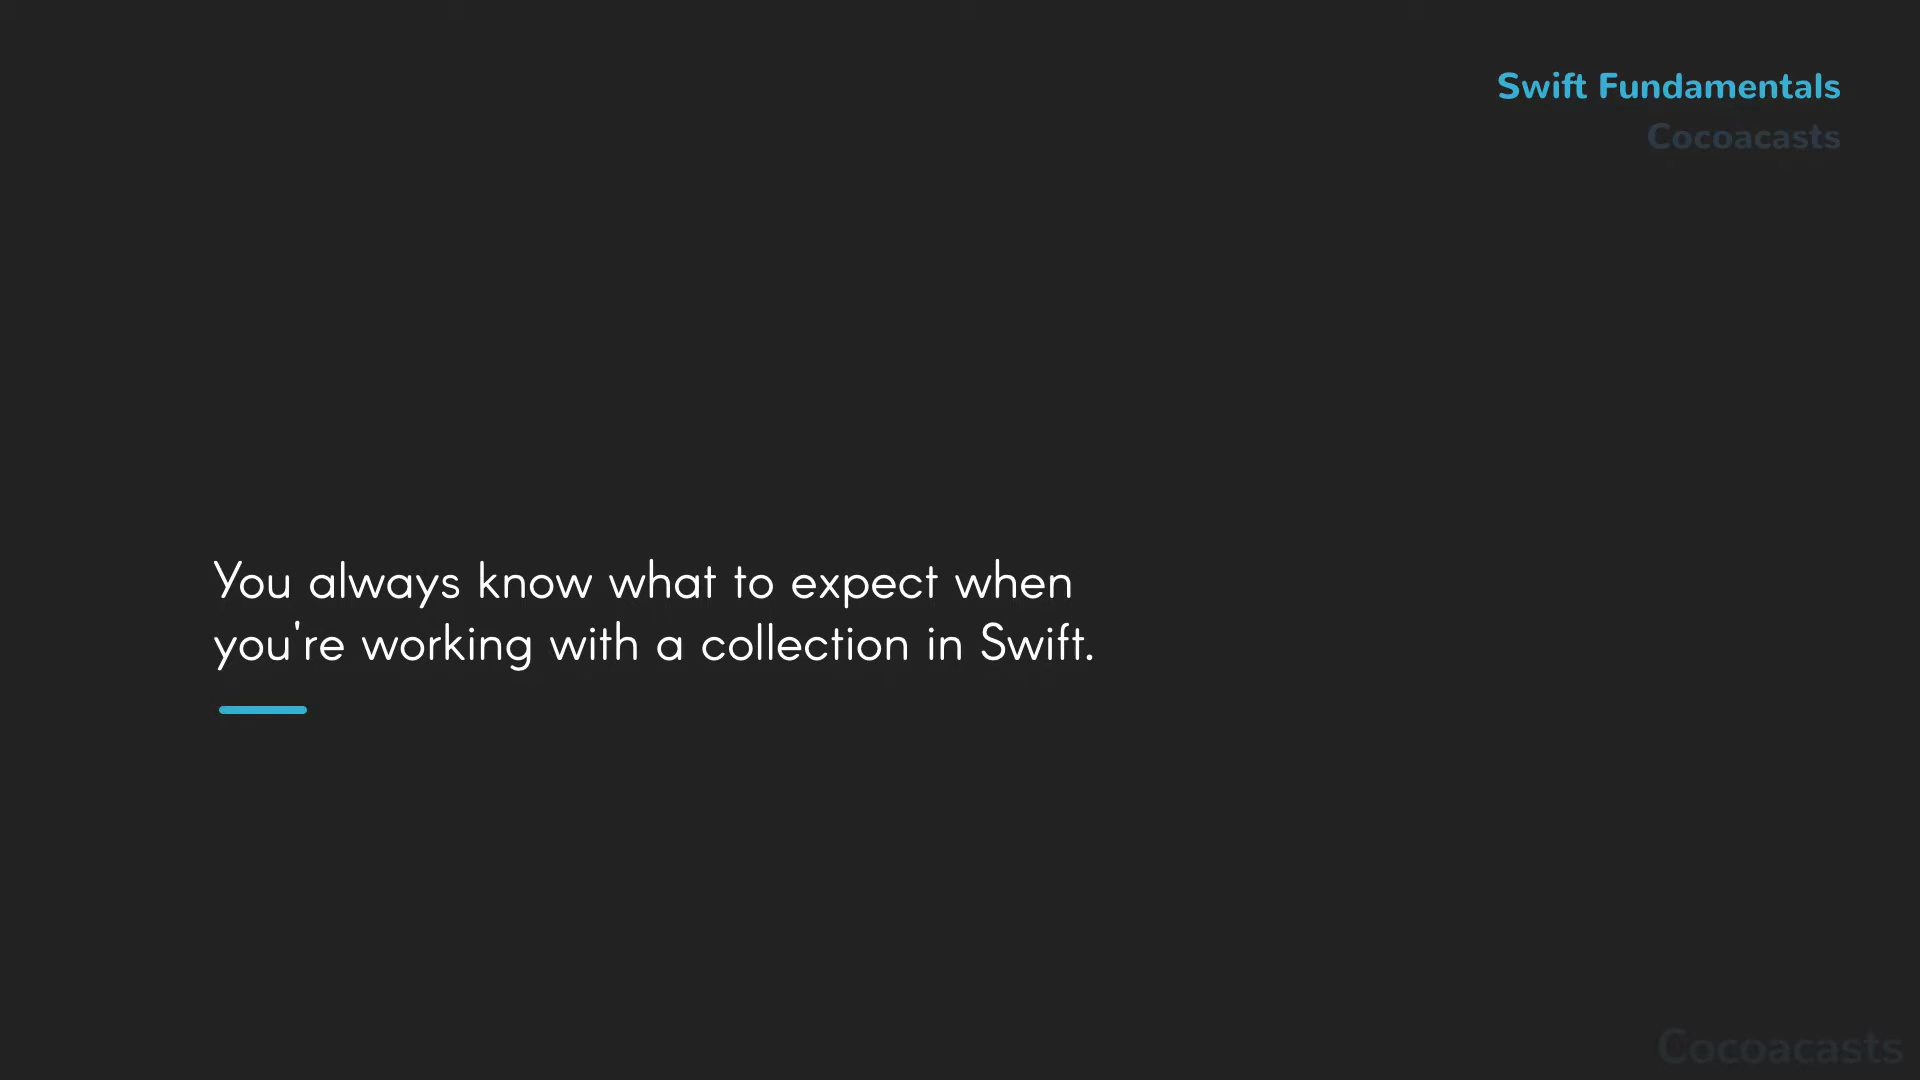 Swift Fundamentals
Cocoacasts
You always know what to expect when
you're working with a collection in Swift.
Cocoacasts